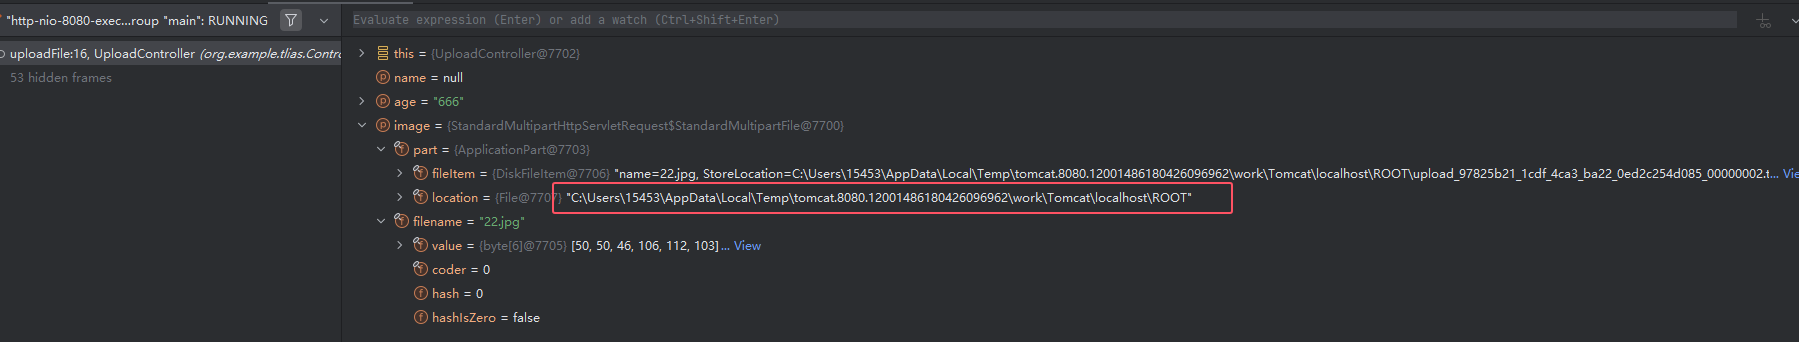 "http-nio-8080-exec...roup "main": RUNNING
Evaluate expression (Enter) or add a watch (Ctrl+Shift+Enter)
uploadFile:16, UploadController (org.example.tlias.Contro
53 hidden frames
this = {UploadController@7702}
name = null
age = "666"
image = {StandardMultipartHttpServletRequest$StandardMultipartFile@7700}
part = {ApplicationPart@7703}
fileItem = {DiskFileItem@7706} "name=22.jpg, StoreLocation=C:\Users\15453\AppData\Local\Temp\tomcat.8080.12001486180426096962\work\Tomcat\localhost\ROOT\upload_97825b21_1cdf_4ca3_ba22_0ed2c254d085_00000002.t... Vie
location = {File@7707} "C:\Users\15453\AppData\Local\Temp\tomcat.8080.12001486180426096962\work\Tomcat\localhost\ROOT"
filename = "22.jpg"
value = {byte[6]@7705} [50, 50, 46, 106, 112, 103] ... View
coder = 0
hash = 0
hashIsZero = false